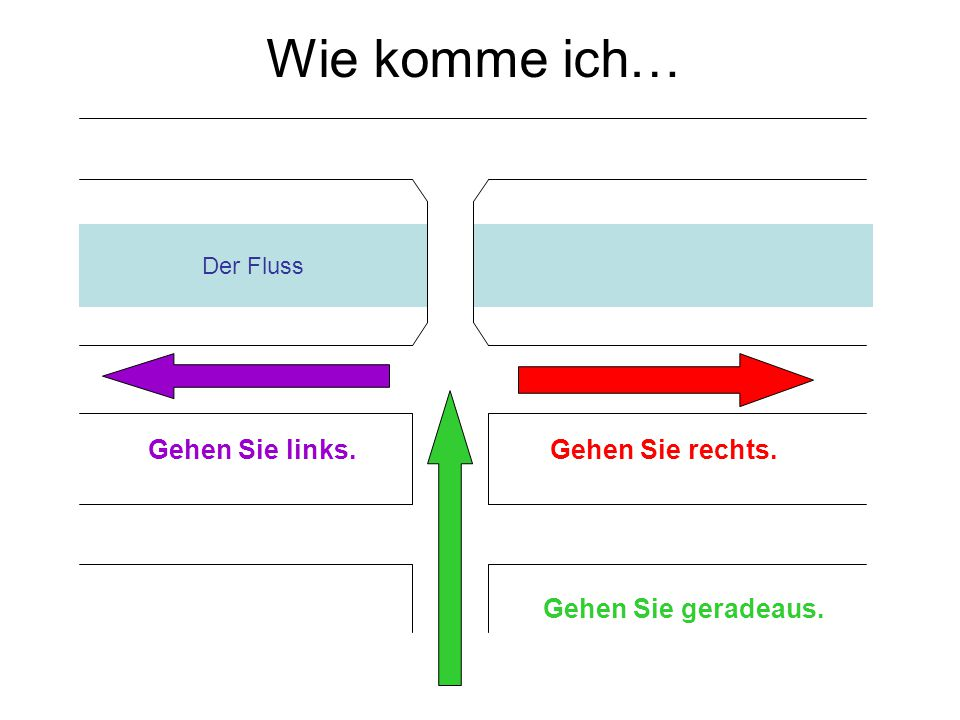 Wie komme ich…
Der Fluss
Gehen Sie links.
Gehen Sie rechts.
Gehen Sie geradeaus.